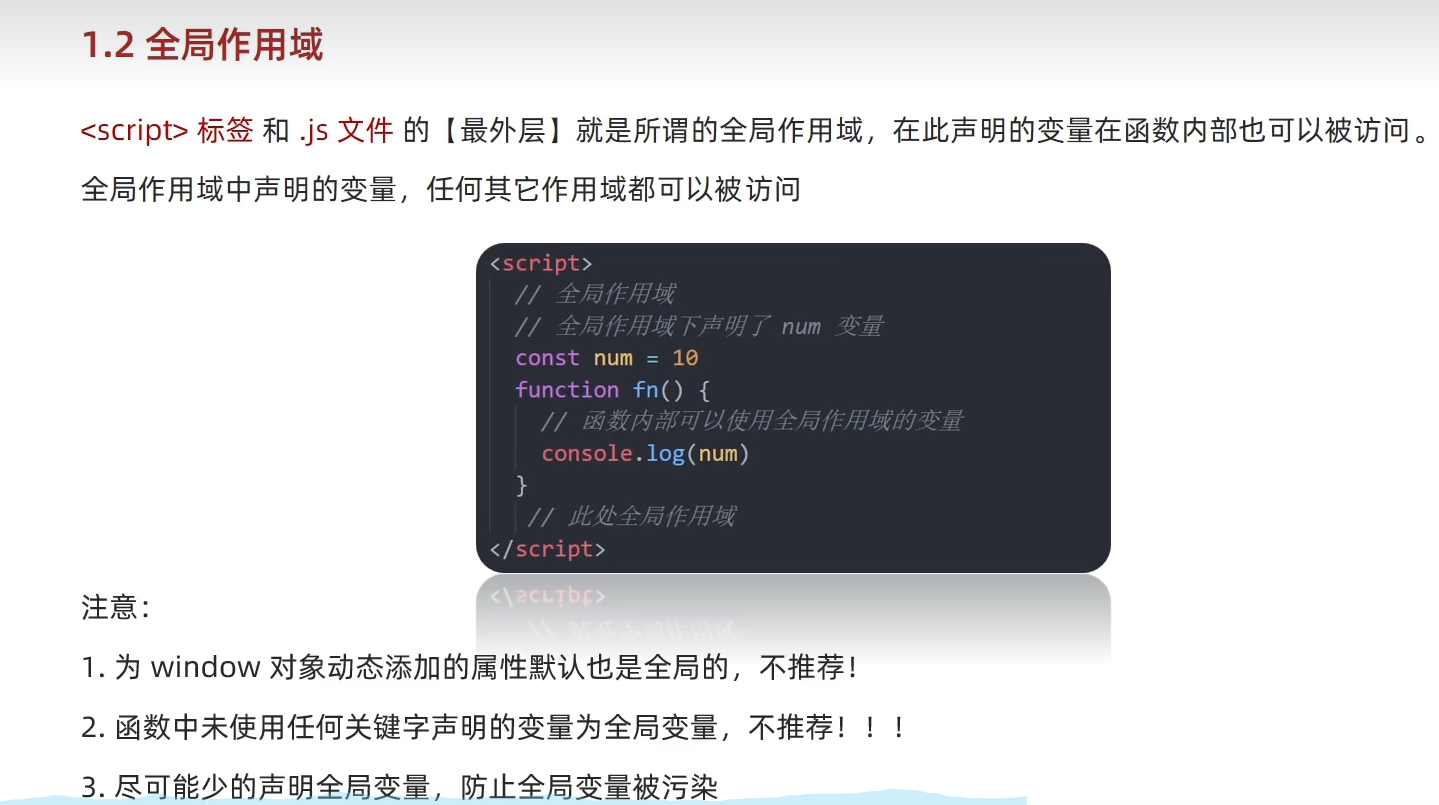 1.2 全局作用域
<script> 标签 和 .js 文件 的【最外层】就是所谓的全局作用域，在此声明的变量在函数内部也可以被访问。
全局作用域中声明的变量，任何其它作用域都可以被访问
<script>
// 全局作用域
// 全局作用域下声明了 num 变量
const num = 10
function fn() {
// 函数内部可以使用全局作用域的变量
console.log(num)
}
// 此处全局作用域
</script>
注意：
1. 为 window 对象动态添加的属性默认也是全局的，不推荐！
2. 函数中未使用任何关键字声明的变量为全局变量，不推荐！！！
3. 尽可能少的声明全局变量，防止全局变量被污染